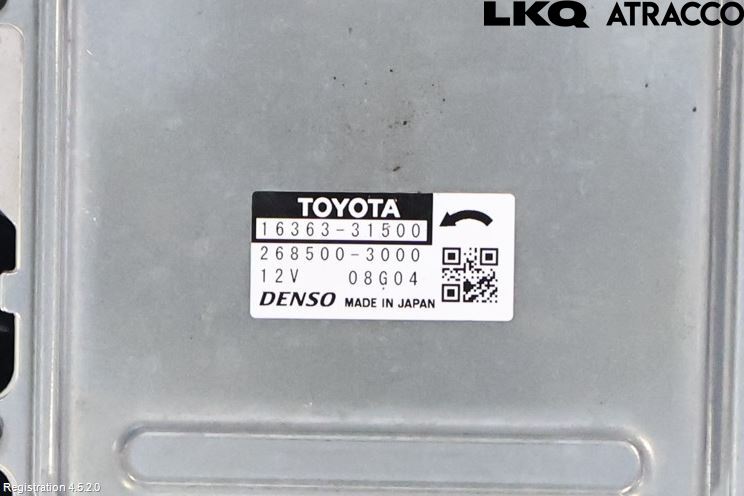 LKQ ATRACCO
TOYOTA
16363-31500
268500-3000
12V 08G04
DENSO MADE IN JAPAN
Registration 4.5.2.0